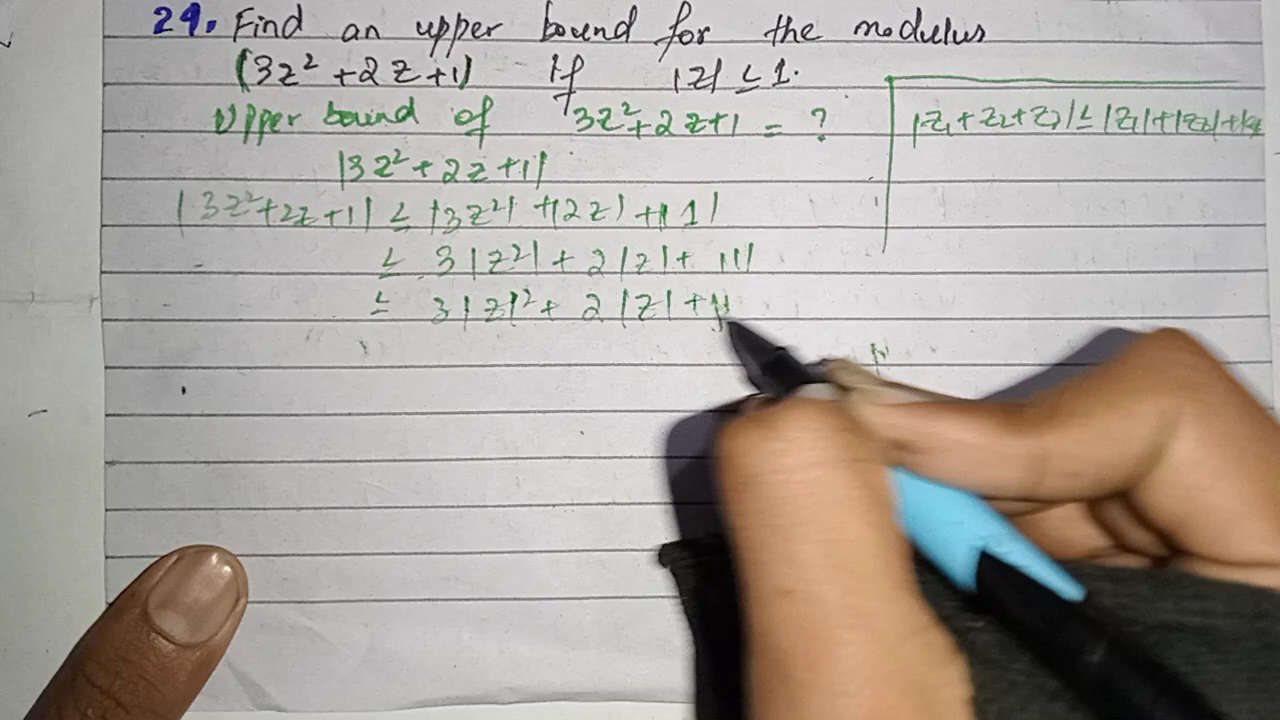 29. Find an upper bound for the modulus
(3z² + 2z + 1) if |z| ≤ 1.
Upper bound of 3z² + 2z + 1 = ?
|z₁ + z₂ + z₃| ≤ |z₁| + |z₂| + |z₃
|3z² + 2z + 1|
|3z² + 2z + 1| ≤ |3z²| + |2z| + |1|
≤ 3|z²| + 2|z| + |1|
≤ 3|z|² + 2|z| + 1